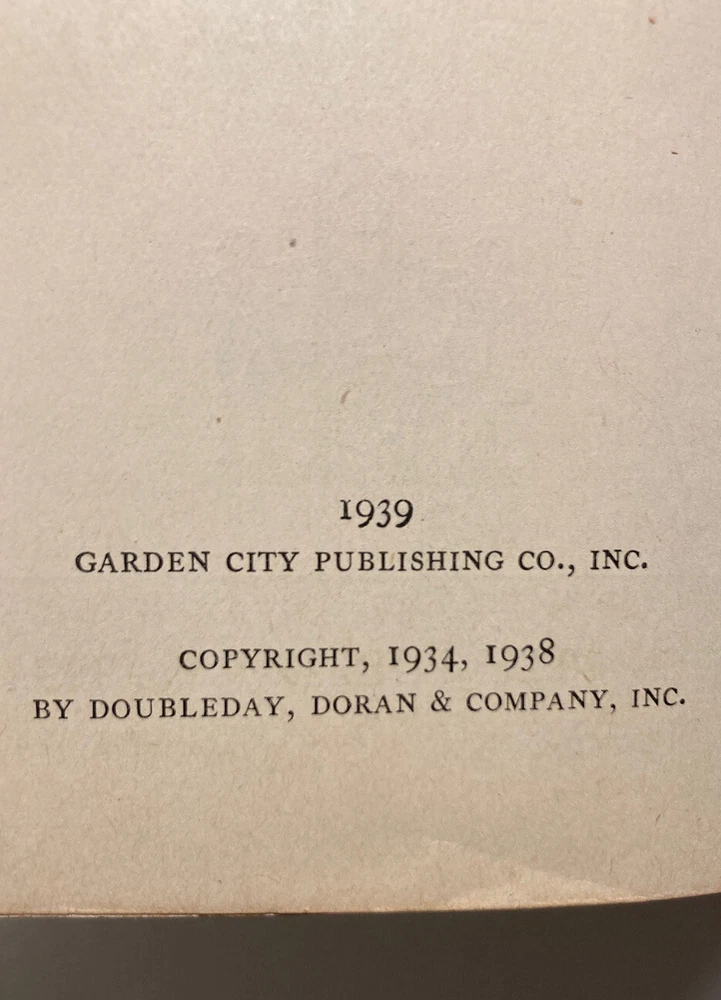 1939
GARDEN CITY PUBLISHING CO., INC.
COPYRIGHT, 1934, 1938
BY DOUBLEDAY, DORAN & COMPANY, INC.